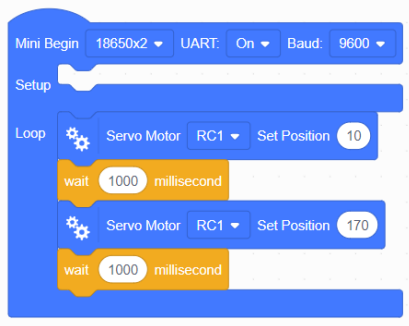 Mini Begin 18650x2 UART: On Baud: 9600
Setup
Loop Servo Motor RC1 Set Position 10
wait 1000 millisecond
Servo Motor RC1 Set Position 170
wait 1000 millisecond